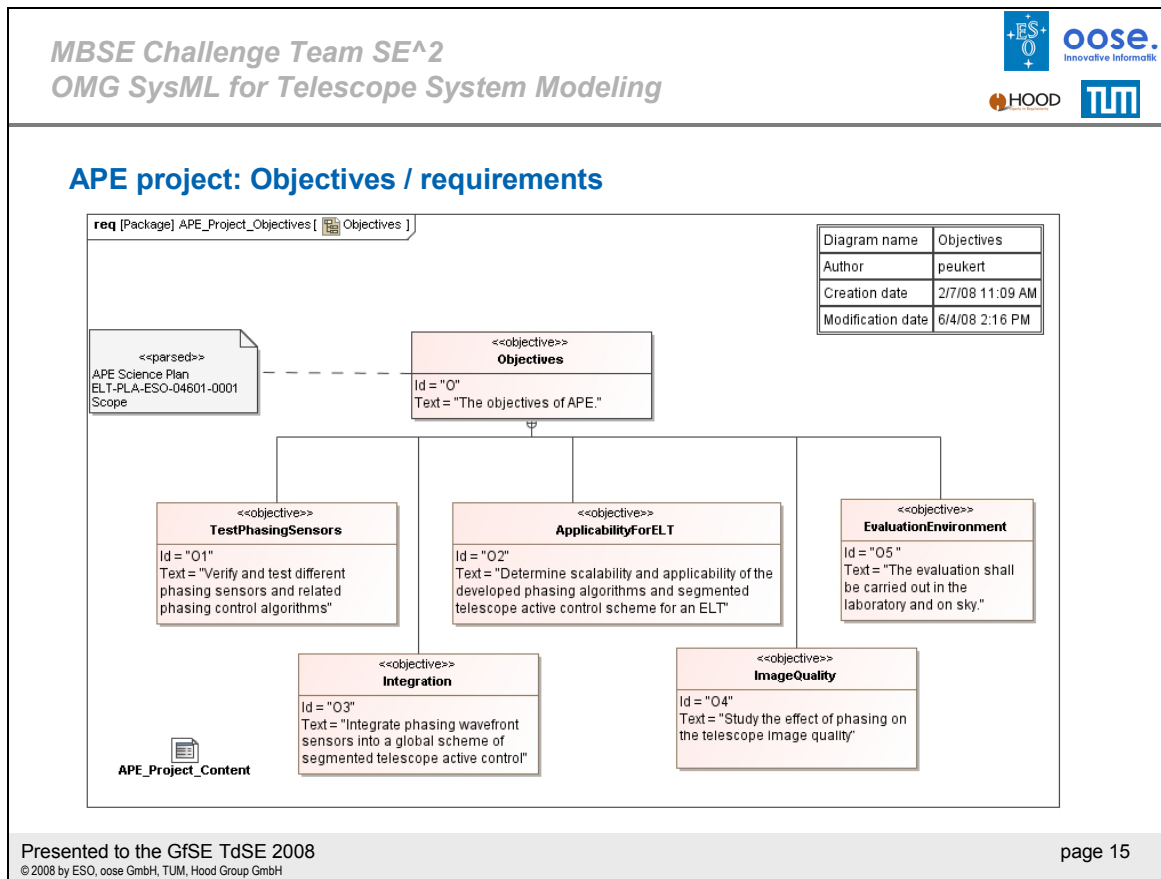 MBSE Challenge Team SE^2
OMG SysML for Telescope System Modeling
ES
O
oose.
Innovative Informatik
HOOD
TUM
APE project: Objectives / requirements
req [Package] APE_Project_Objectives [ Objectives ]
Diagram name Objectives
Author peukert
Creation date 2/7/08 11:09 AM
Modification date 6/4/08 2:16 PM
<<parsed>>
APE Science Plan
ELT-PLA-ESO-04601-0001
Scope
<<objective>>
Objectives
Id = "O"
Text = "The objectives of APE."
<<objective>>
TestPhasingSensors
Id = "O1"
Text = "Verify and test different
phasing sensors and related
phasing control algorithms"
<<objective>>
ApplicabilityForELT
Id = "O2"
Text = "Determine scalability and applicability of the
developed phasing algorithms and segmented
telescope active control scheme for an ELT"
<<objective>>
EvaluationEnvironment
Id = "O5 "
Text = "The evaluation shall
be carried out in the
laboratory and on sky."
<<objective>>
Integration
Id = "O3"
Text = "Integrate phasing wavefront
sensors into a global scheme of
segmented telescope active control"
<<objective>>
ImageQuality
Id = "O4"
Text = "Study the effect of phasing on
the telescope image quality"
APE_Project_Content
Presented to the GfSE TdSE 2008
page 15
© 2008 by ESO, oose GmbH, TUM, Hood Group GmbH